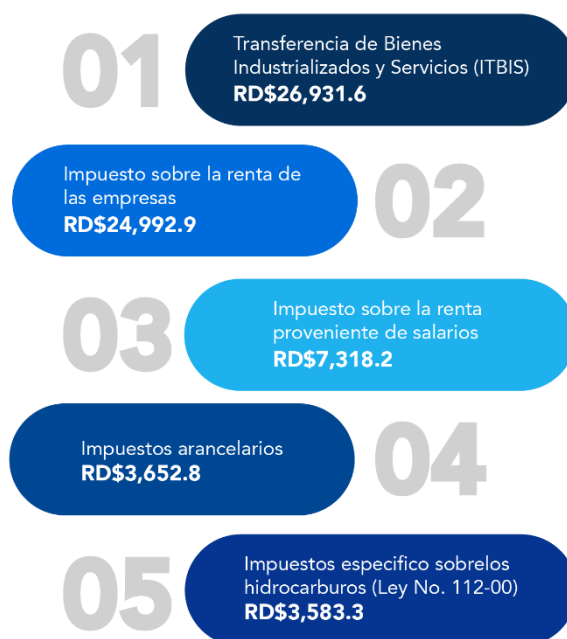 01
Transferencia de Bienes
Industrializados y Servicios (ITBIS)
RD$26,931.6
Impuesto sobre la renta de
las empresas
RD$24,992.9
02
03
Impuesto sobre la renta
proveniente de salarios
RD$7,318.2
Impuestos arancelarios
RD$3,652.8
04
05
Impuestos especifico sobrelos
hidrocarburos (Ley No. 112-00)
RD$3,583.3